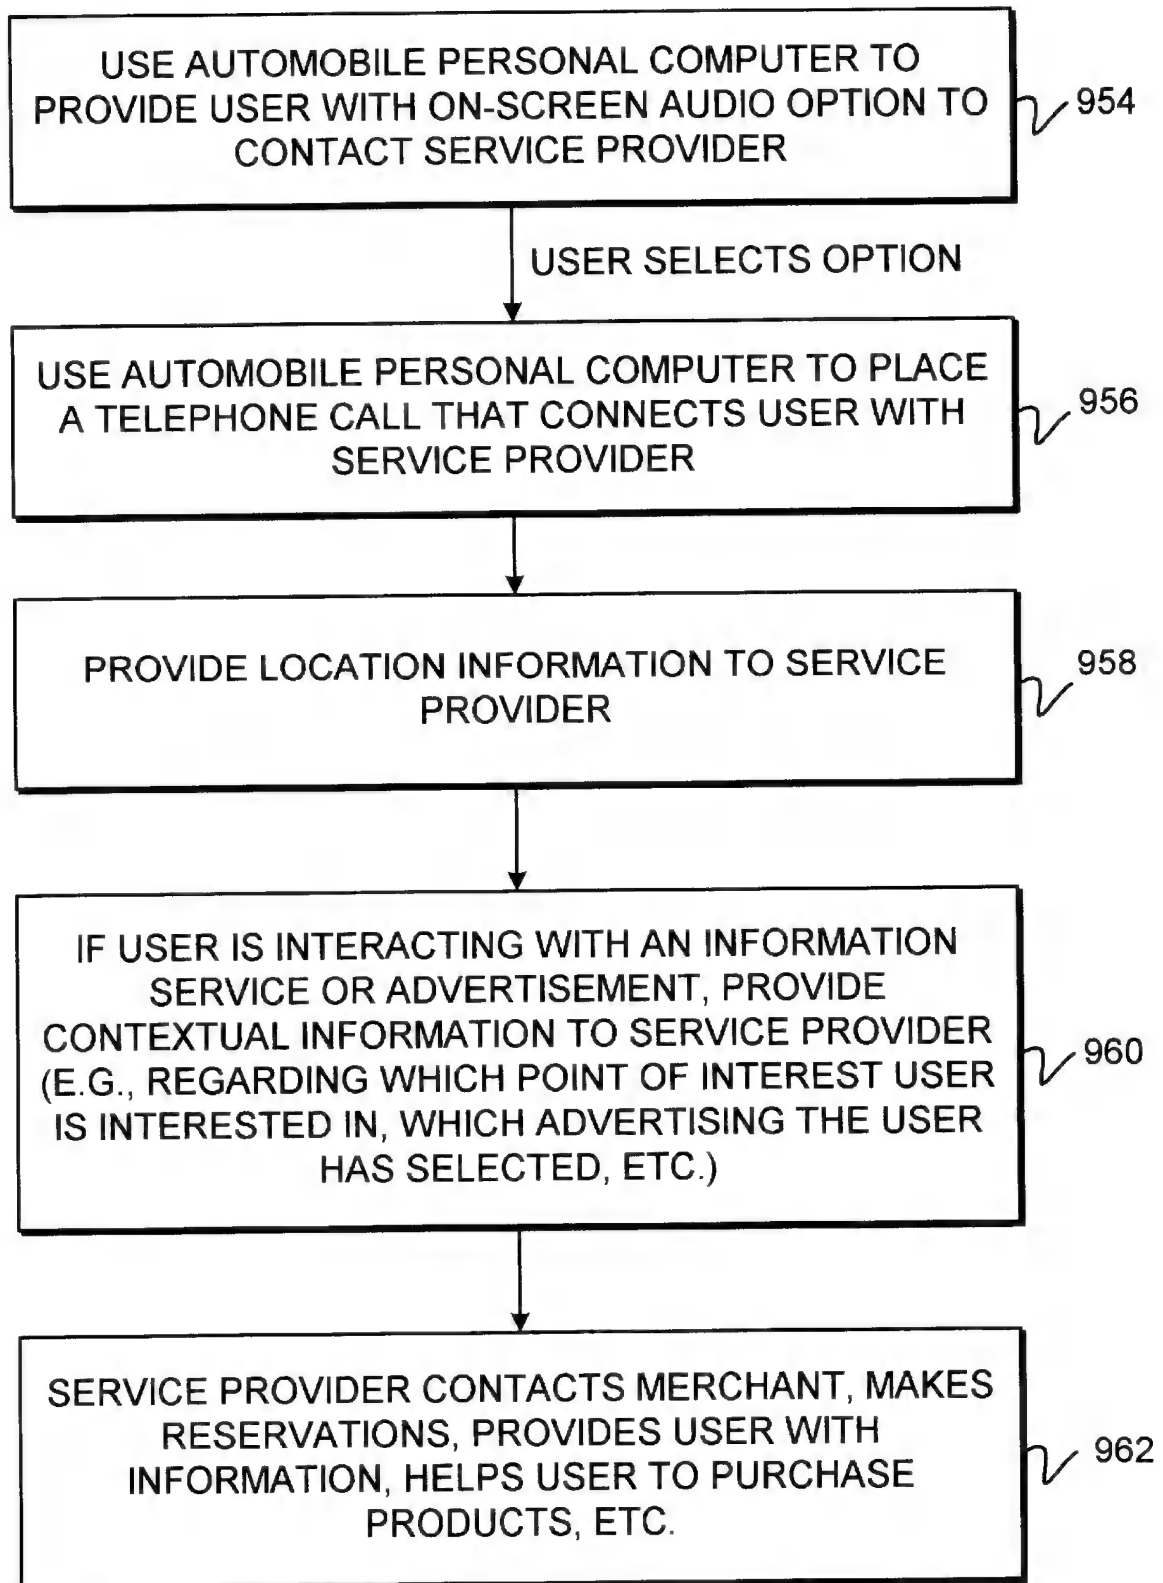 USE AUTOMOBILE PERSONAL COMPUTER TO
PROVIDE USER WITH ON-SCREEN AUDIO OPTION TO
CONTACT SERVICE PROVIDER
954
USER SELECTS OPTION
USE AUTOMOBILE PERSONAL COMPUTER TO PLACE
A TELEPHONE CALL THAT CONNECTS USER WITH
SERVICE PROVIDER
956
PROVIDE LOCATION INFORMATION TO SERVICE
PROVIDER
958
IF USER IS INTERACTING WITH AN INFORMATION
SERVICE OR ADVERTISEMENT, PROVIDE
CONTEXTUAL INFORMATION TO SERVICE PROVIDER
(E.G., REGARDING WHICH POINT OF INTEREST USER
IS INTERESTED IN, WHICH ADVERTISING THE USER
HAS SELECTED, ETC.)
960
SERVICE PROVIDER CONTACTS MERCHANT, MAKES
RESERVATIONS, PROVIDES USER WITH
INFORMATION, HELPS USER TO PURCHASE
PRODUCTS, ETC.
962